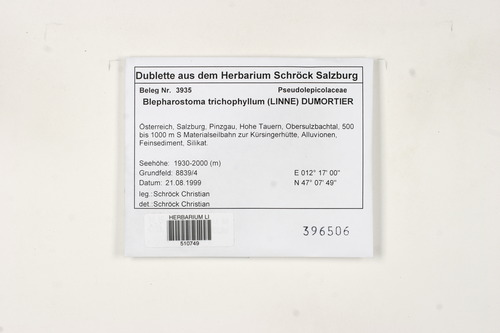 Dublette aus dem Herbarium Schröck Salzburg
Beleg Nr. 3935 Pseudolepicolaceae
Blepharostoma trichophyllum (LINNE) DUMORTIER
Österreich, Salzburg, Pinzgau, Hohe Tauern, Obersulzbachtal, 500
bis 1000 m S Materialseilbahn zur Kürsingerhütte, Alluvionen,
Feinsediment, Silikat.
Seehöhe: 1930-2000 (m)
Grundfeld: 8839/4 E 012° 17' 00"
Datum: 21.08.1999 N 47° 07' 49"
leg.:Schröck Christian
det.:Schröck Christian
HERBARIUM LI
510749
396506